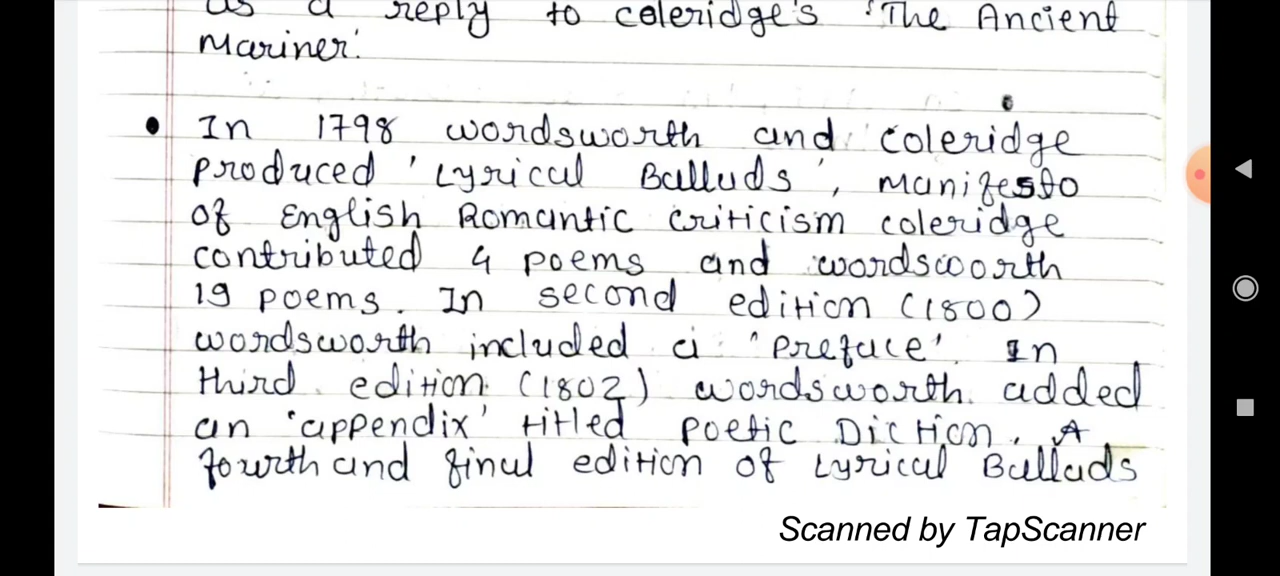 as a reply to coleridge's 'The Ancient
Mariner'.
• In 1798 wordsworth and coleridge
produced 'Lyrical Ballads', manifesto
of English Romantic criticism coleridge
contributed 4 poems and wordswoorth
19 poems. In second edition (1800)
wordsworth included a 'preface'. In
third edition (1802) wordsworth added
an 'appendix' titled poetic Diction. A
fourth and final edition of Lyrical Ballads
Scanned by TapScanner